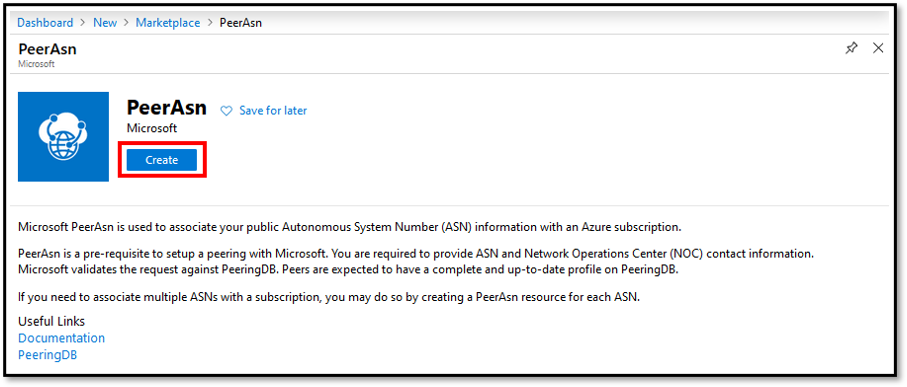 Dashboard > New > Marketplace > PeerAsn
PeerAsn
Microsoft
PeerAsn Save for later
Microsoft
Create
Microsoft PeerAsn is used to associate your public Autonomous System Number (ASN) information with an Azure subscription.
PeerAsn is a pre-requisite to setup a peering with Microsoft. You are required to provide ASN and Network Operations Center (NOC) contact information.
Microsoft validates the request against PeeringDB. Peers are expected to have a complete and up-to-date profile on PeeringDB.
If you need to associate multiple ASNs with a subscription, you may do so by creating a PeerAsn resource for each ASN.
Useful Links
Documentation
PeeringDB